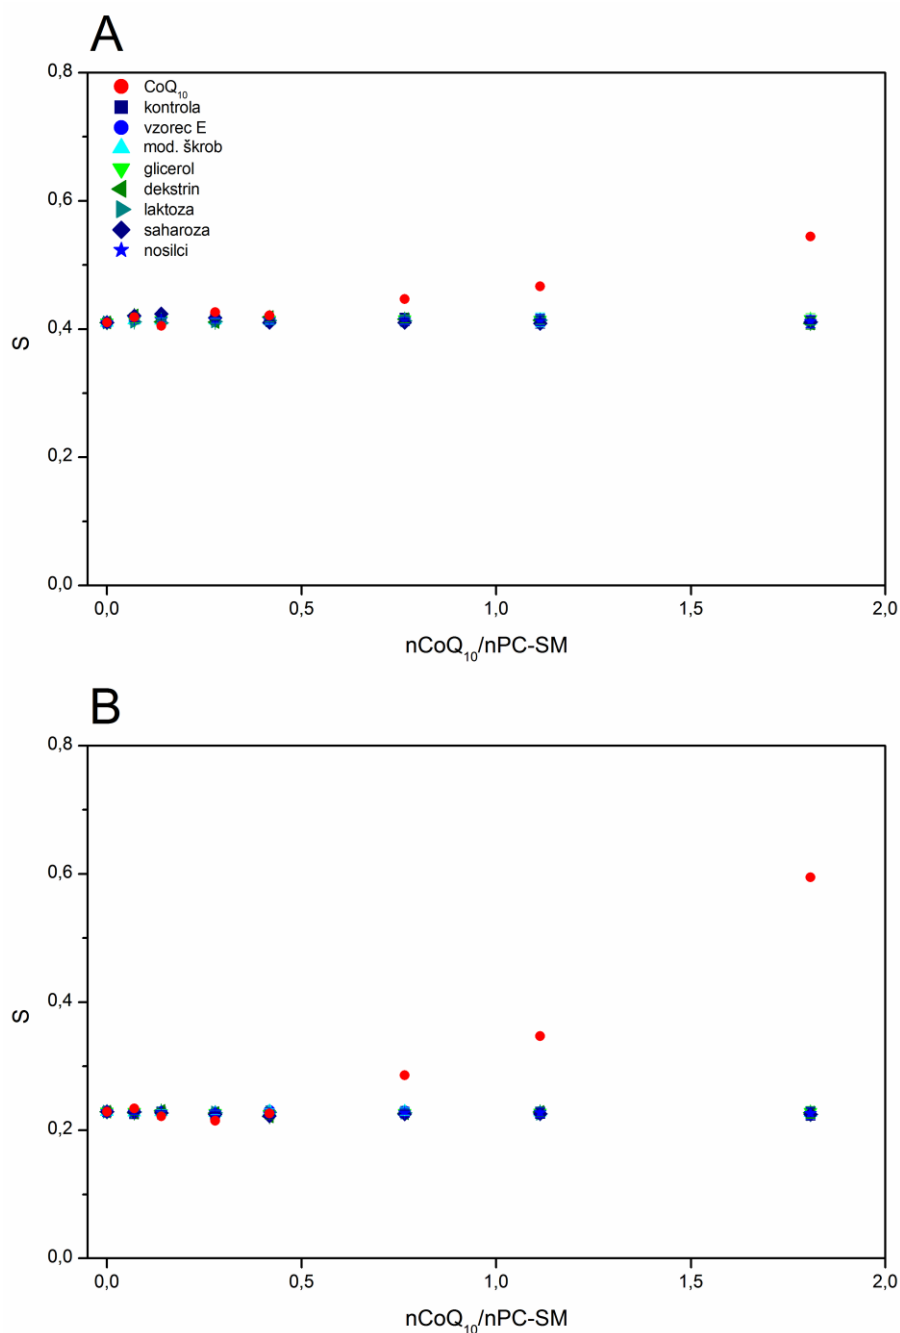 A
0,8
CoQ₁₀
kontrola
vzorec E
mod. škrob
glicerol
dekstrin
laktoza
saharoza
nosilci
0,6
0,4
S
0,2
0,0
0,0 0,5 1,0 1,5 2,0
nCoQ₁₀/nPC-SM
B
0,8
0,6
0,4
S
0,2
0,0
0,0 0,5 1,0 1,5 2,0
nCoQ₁₀/nPC-SM